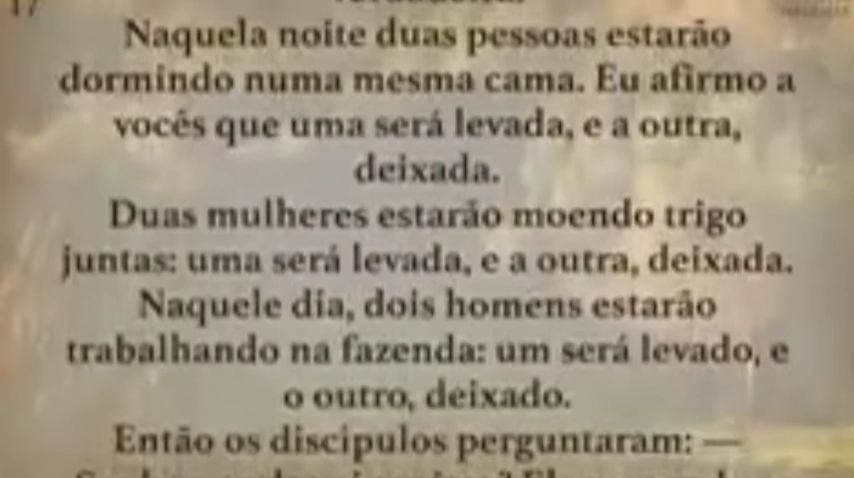 17
Naquela noite duas pessoas estarão
dormindo numa mesma cama. Eu afirmo a
vocês que uma será levada, e a outra,
deixada.
Duas mulheres estarão moendo trigo
juntas: uma será levada, e a outra, deixada.
Naquele dia, dois homens estarão
trabalhando na fazenda: um será levado, e
o outro, deixado.
Então os discipulos perguntaram: —